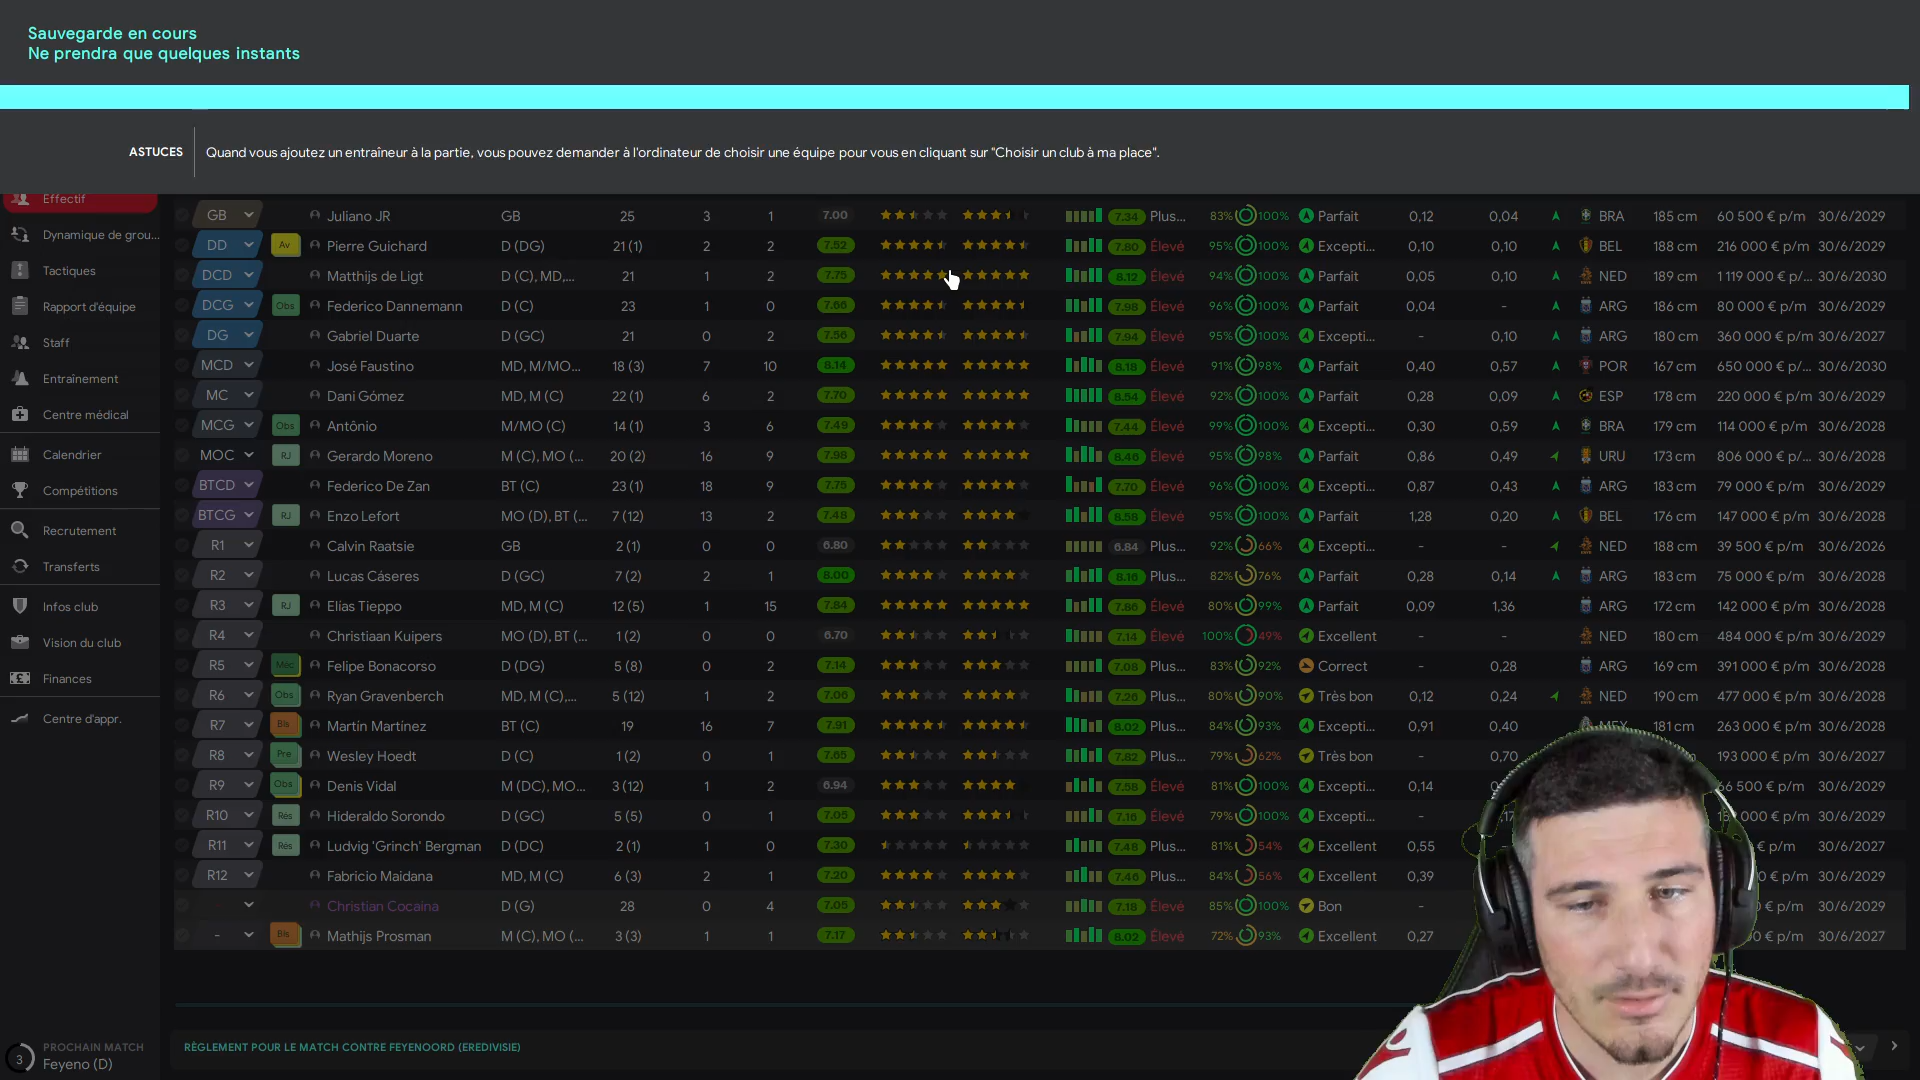 Sauvegarde en cours
Ne prendra que quelques instants
ASTUCES Quand vous ajoutez un entraîneur à la partie, vous pouvez demander à l'ordinateur de choisir une équipe pour vous en cliquant sur "Choisir un club à ma place".
Effectif
Dynamique de grou...
Tactiques
Rapport d'équipe
Staff
Entraînement
Centre médical
Calendrier
Compétitions
Recrutement
Transferts
Infos club
Vision du club
Finances
Centre d'appr.
GB Juliano JR GB 25 3 1 7.00 7.34 Plus... 83% 100% Parfait 0,12 0,04 BRA 185 cm 60 500 € p/m 30/6/2029
DD Av Pierre Guichard D (DG) 21 (1) 2 2 7.52 7.80 Élevé 95% 100% Excepti... 0,10 0,10 BEL 188 cm 216 000 € p/m 30/6/2029
DCD Matthijs de Ligt D (C), MD,... 21 1 2 7.75 8.12 Élevé 94% 100% Parfait 0,05 0,10 NED 189 cm 1 119 000 € p/... 30/6/2030
DCG Obs Federico Dannemann D (C) 23 1 0 7.66 7.98 Élevé 96% 100% Parfait 0,04 - ARG 186 cm 80 000 € p/m 30/6/2029
DG Gabriel Duarte D (GC) 21 0 2 7.56 7.94 Élevé 95% 100% Excepti... - 0,10 ARG 180 cm 360 000 € p/m 30/6/2027
MCD José Faustino MD, M/MO... 18 (3) 7 10 8.14 8.18 Élevé 91% 98% Parfait 0,40 0,57 POR 167 cm 650 000 € p/... 30/6/2030
MC Dani Gómez MD, M (C) 22 (1) 6 2 7.70 8.54 Élevé 92% 100% Parfait 0,28 0,09 ESP 178 cm 220 000 € p/m 30/6/2029
MCG Obs Antônio M/MO (C) 14 (1) 3 6 7.49 7.44 Élevé 99% 100% Excepti... 0,30 0,59 BRA 179 cm 114 000 € p/m 30/6/2028
MOC RJ Gerardo Moreno M (C), MO (... 20 (2) 16 9 7.98 8.46 Élevé 95% 98% Parfait 0,86 0,49 URU 173 cm 806 000 € p/... 30/6/2028
BTCD Federico De Zan BT (C) 23 (1) 18 9 7.75 7.70 Élevé 96% 100% Excepti... 0,87 0,43 ARG 183 cm 79 000 € p/m 30/6/2029
BTCG RJ Enzo Lefort MO (D), BT (... 7 (12) 13 2 7.48 8.58 Élevé 95% 100% Parfait 1,28 0,20 BEL 176 cm 147 000 € p/m 30/6/2028
R1 Calvin Raatsie GB 2 (1) 0 0 6.80 6.84 Plus... 92% 66% Excepti... - - NED 188 cm 39 500 € p/m 30/6/2026
R2 Lucas Cáseres D (GC) 7 (2) 2 1 8.00 8.16 Plus... 82% 76% Parfait 0,28 0,14 ARG 183 cm 75 000 € p/m 30/6/2028
R3 RJ Elías Tieppo MD, M (C) 12 (5) 1 15 7.84 7.86 Élevé 80% 99% Parfait 0,09 1,36 ARG 172 cm 142 000 € p/m 30/6/2028
R4 Christiaan Kuipers MO (D), BT (... 1 (2) 0 0 6.70 7.14 Élevé 100% 49% Excellent - - NED 180 cm 484 000 € p/m 30/6/2029
R5 Méc Felipe Bonacorso D (DG) 5 (8) 0 2 7.14 7.08 Plus... 83% 92% Correct - 0,28 ARG 169 cm 391 000 € p/m 30/6/2028
R6 Obs Ryan Gravenberch MD, M (C),... 5 (12) 1 2 7.06 7.26 Plus... 80% 90% Très bon 0,12 0,24 NED 190 cm 477 000 € p/m 30/6/2028
R7 Bls Martín Martínez BT (C) 19 16 7 7.91 8.02 Plus... 84% 93% Excepti... 0,91 0,40 MEX 181 cm 263 000 € p/m 30/6/2028
R8 Pre Wesley Hoedt D (C) 1 (2) 0 1 7.65 7.82 Plus... 79% 62% Très bon - 0,70 193 000 € p/m 30/6/2027
R9 Obs Denis Vidal M (DC), MO... 3 (12) 1 2 6.94 7.58 Élevé 81% 100% Excepti... 0,14 66 500 € p/m 30/6/2029
R10 Rés Hideraldo Sorondo D (GC) 5 (5) 0 1 7.05 7.16 Plus... 79% 100% Excepti... - € p/m 30/6/2029
R11 Rés Ludvig 'Grinch' Bergman D (DC) 2 (1) 1 0 7.30 7.48 Plus... 81% 54% Excellent 0,55 € p/m 30/6/2027
R12 Fabricio Maidana MD, M (C) 6 (3) 2 1 7.20 7.46 Plus... 84% 56% Excellent 0,39 € p/m 30/6/2029
Christian Cocaina D (G) 28 0 4 7.05 7.18 Élevé 85% 100% Bon - 0 € p/m 30/6/2029
- Bls Mathijs Prosman M (C), MO (... 3 (3) 1 1 7.17 8.02 Élevé 72% 93% Excellent 0,27 0 € p/m 30/6/2027
3 PROCHAIN MATCH
Feyeno (D)
RÈGLEMENT POUR LE MATCH CONTRE FEYENOORD (EREDIVISIE)